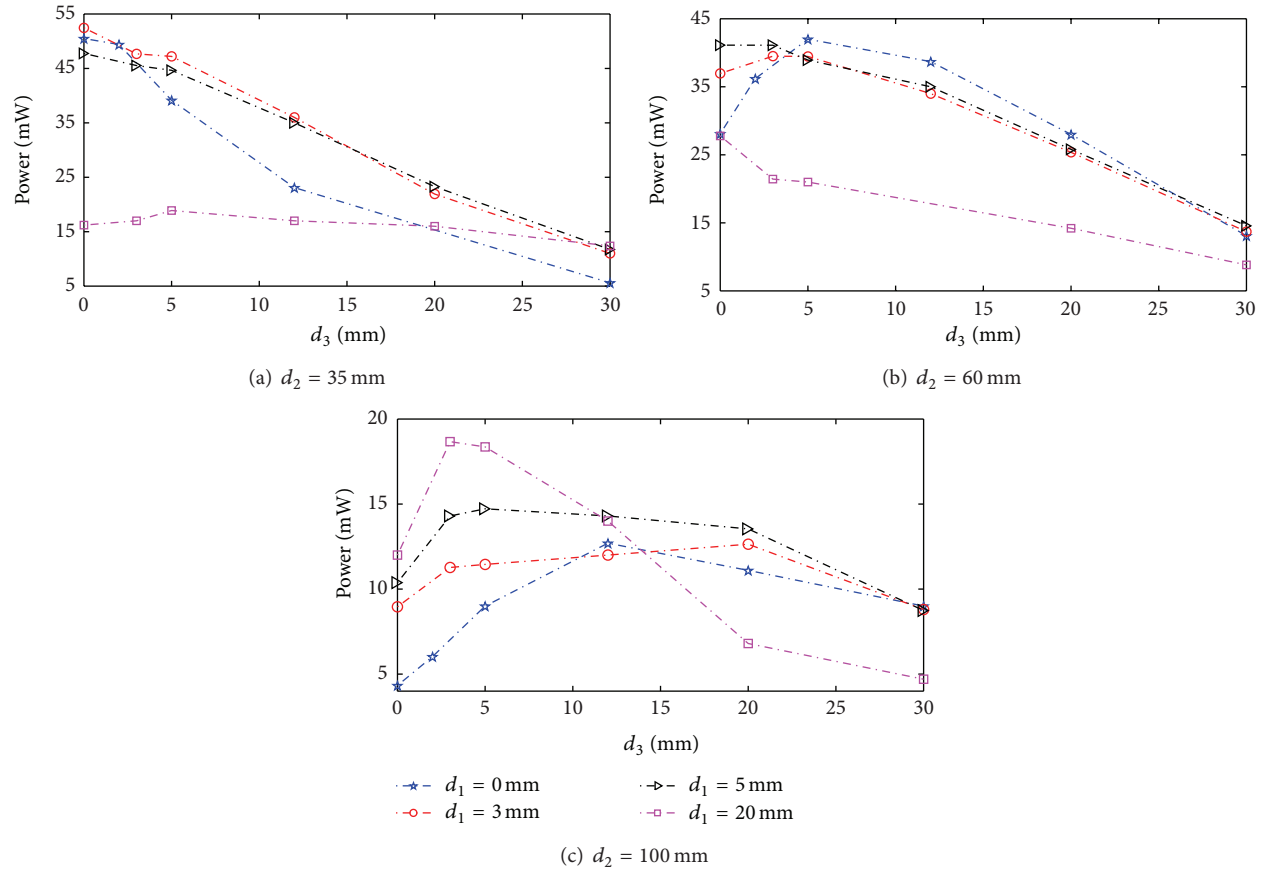 55
45
35
25
15
5
Power (mW)
0 5 10 15 20 25 30
d₃ (mm)
(a) d₂ = 35 mm
45
35
25
15
5
Power (mW)
0 5 10 15 20 25 30
d₃ (mm)
(b) d₂ = 60 mm
20
15
10
5
Power (mW)
0 5 10 15 20 25 30
d₃ (mm)
d₁ = 0 mm
d₁ = 3 mm
d₁ = 5 mm
d₁ = 20 mm
(c) d₂ = 100 mm